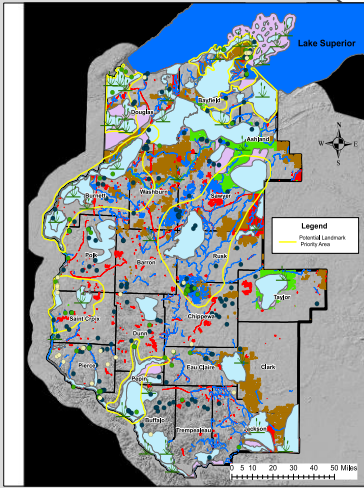 Lake Superior
Bayfield
Douglas
Ashland
N
W E
S
Burnett
Washburn
Sawyer
Legend
Potential Landmark
Priority Area
Polk
Barron
Rusk
Taylor
Saint Croix
Chippewa
Dunn
Pierce
Eau Claire
Clark
Pepin
Buffalo
Trempealeau
Jackson
0 5 10 20 30 40 50 Miles